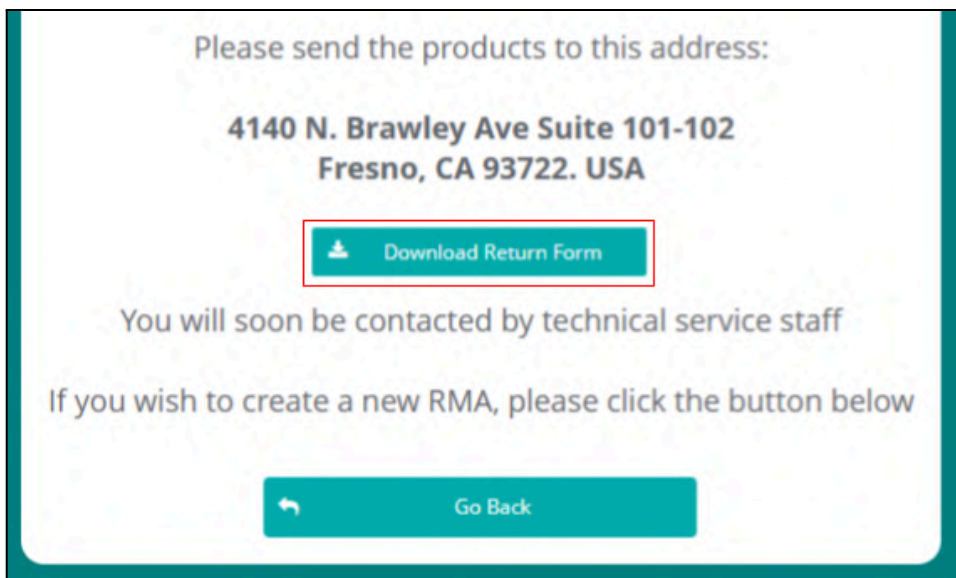 Please send the products to this address:
4140 N. Brawley Ave Suite 101-102
Fresno, CA 93722. USA
Download Return Form
You will soon be contacted by technical service staff
If you wish to create a new RMA, please click the button below
Go Back